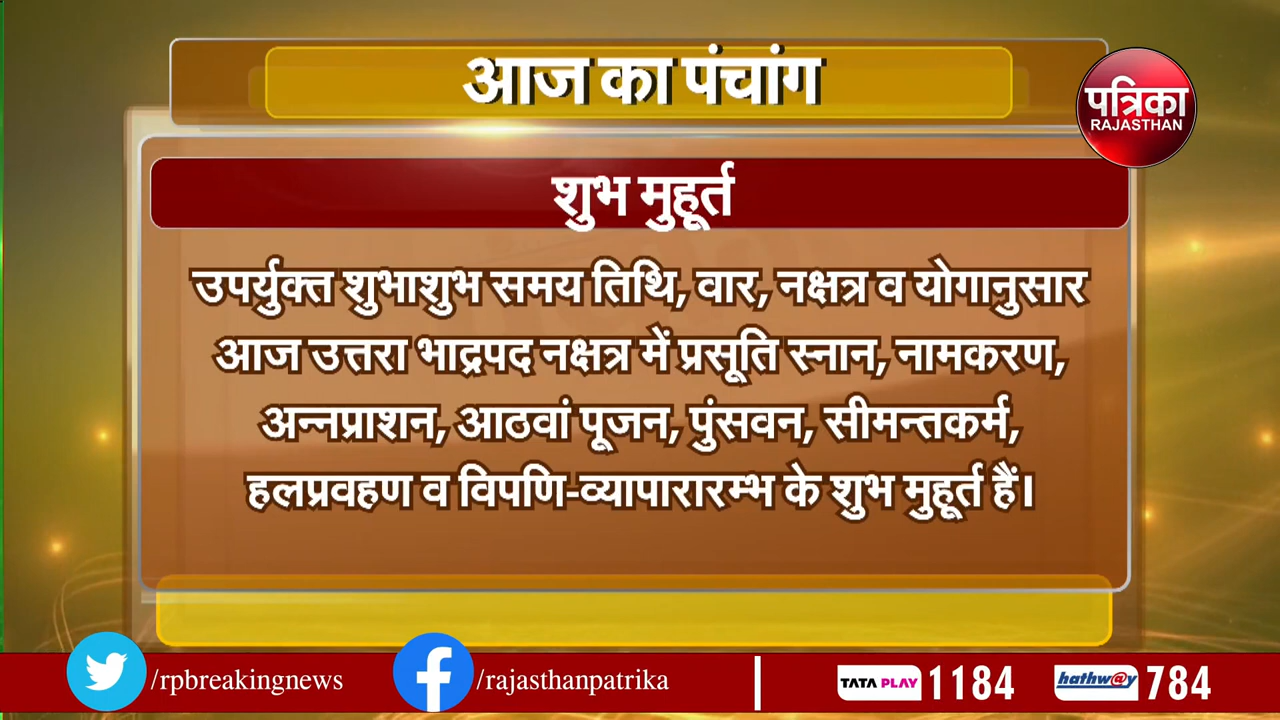 आज का पंचांग
पत्रिका
RAJASTHAN
शुभ मुहूर्त
उपर्युक्त शुभाशुभ समय तिथि, वार, नक्षत्र व योगानुसार
आज उत्तरा भाद्रपद नक्षत्र में प्रसूति स्नान, नामकरण,
अन्नप्राशन, आठवां पूजन, पुंसवन, सीमन्तकर्म,
हलप्रवहण व विपणि-व्यापारारम्भ के शुभ मुहूर्त हैं।
/rpbreakingnews /rajasthanpatrika TATA PLAY 1184 hathw@y 784